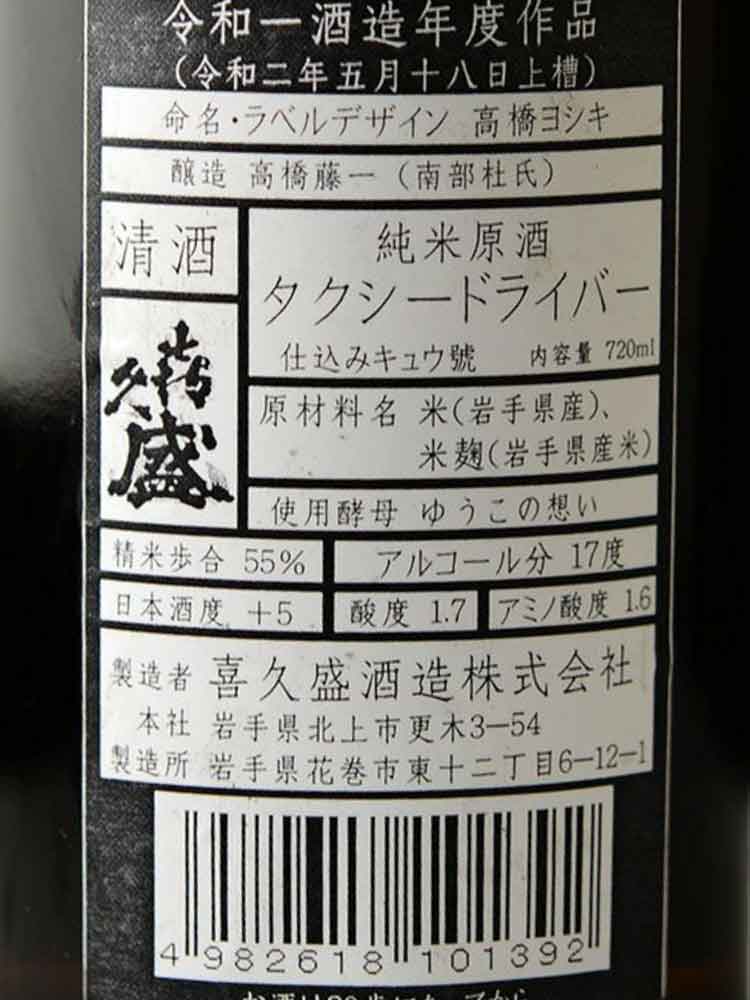 令和一酒造年度作品
（令和二年五月十八日上槽）
命名・ラベルデザイン 高橋ヨシキ
醸造 高橋藤一（南部杜氏）
清酒
純米原酒
タクシードライバー
仕込みキュウ號 内容量 720ml
喜久盛
原材料名 米（岩手県産）、
米麹（岩手県産米）
使用酵母 ゆうこの想い
精米歩合 55% アルコール分 17度
日本酒度 +5 酸度 1.7 アミノ酸度 1.6
製造者 喜久盛酒造株式会社
本社 岩手県北上市更木3-54
製造所 岩手県花巻市東十二丁目6-12-1
4 982618 101392